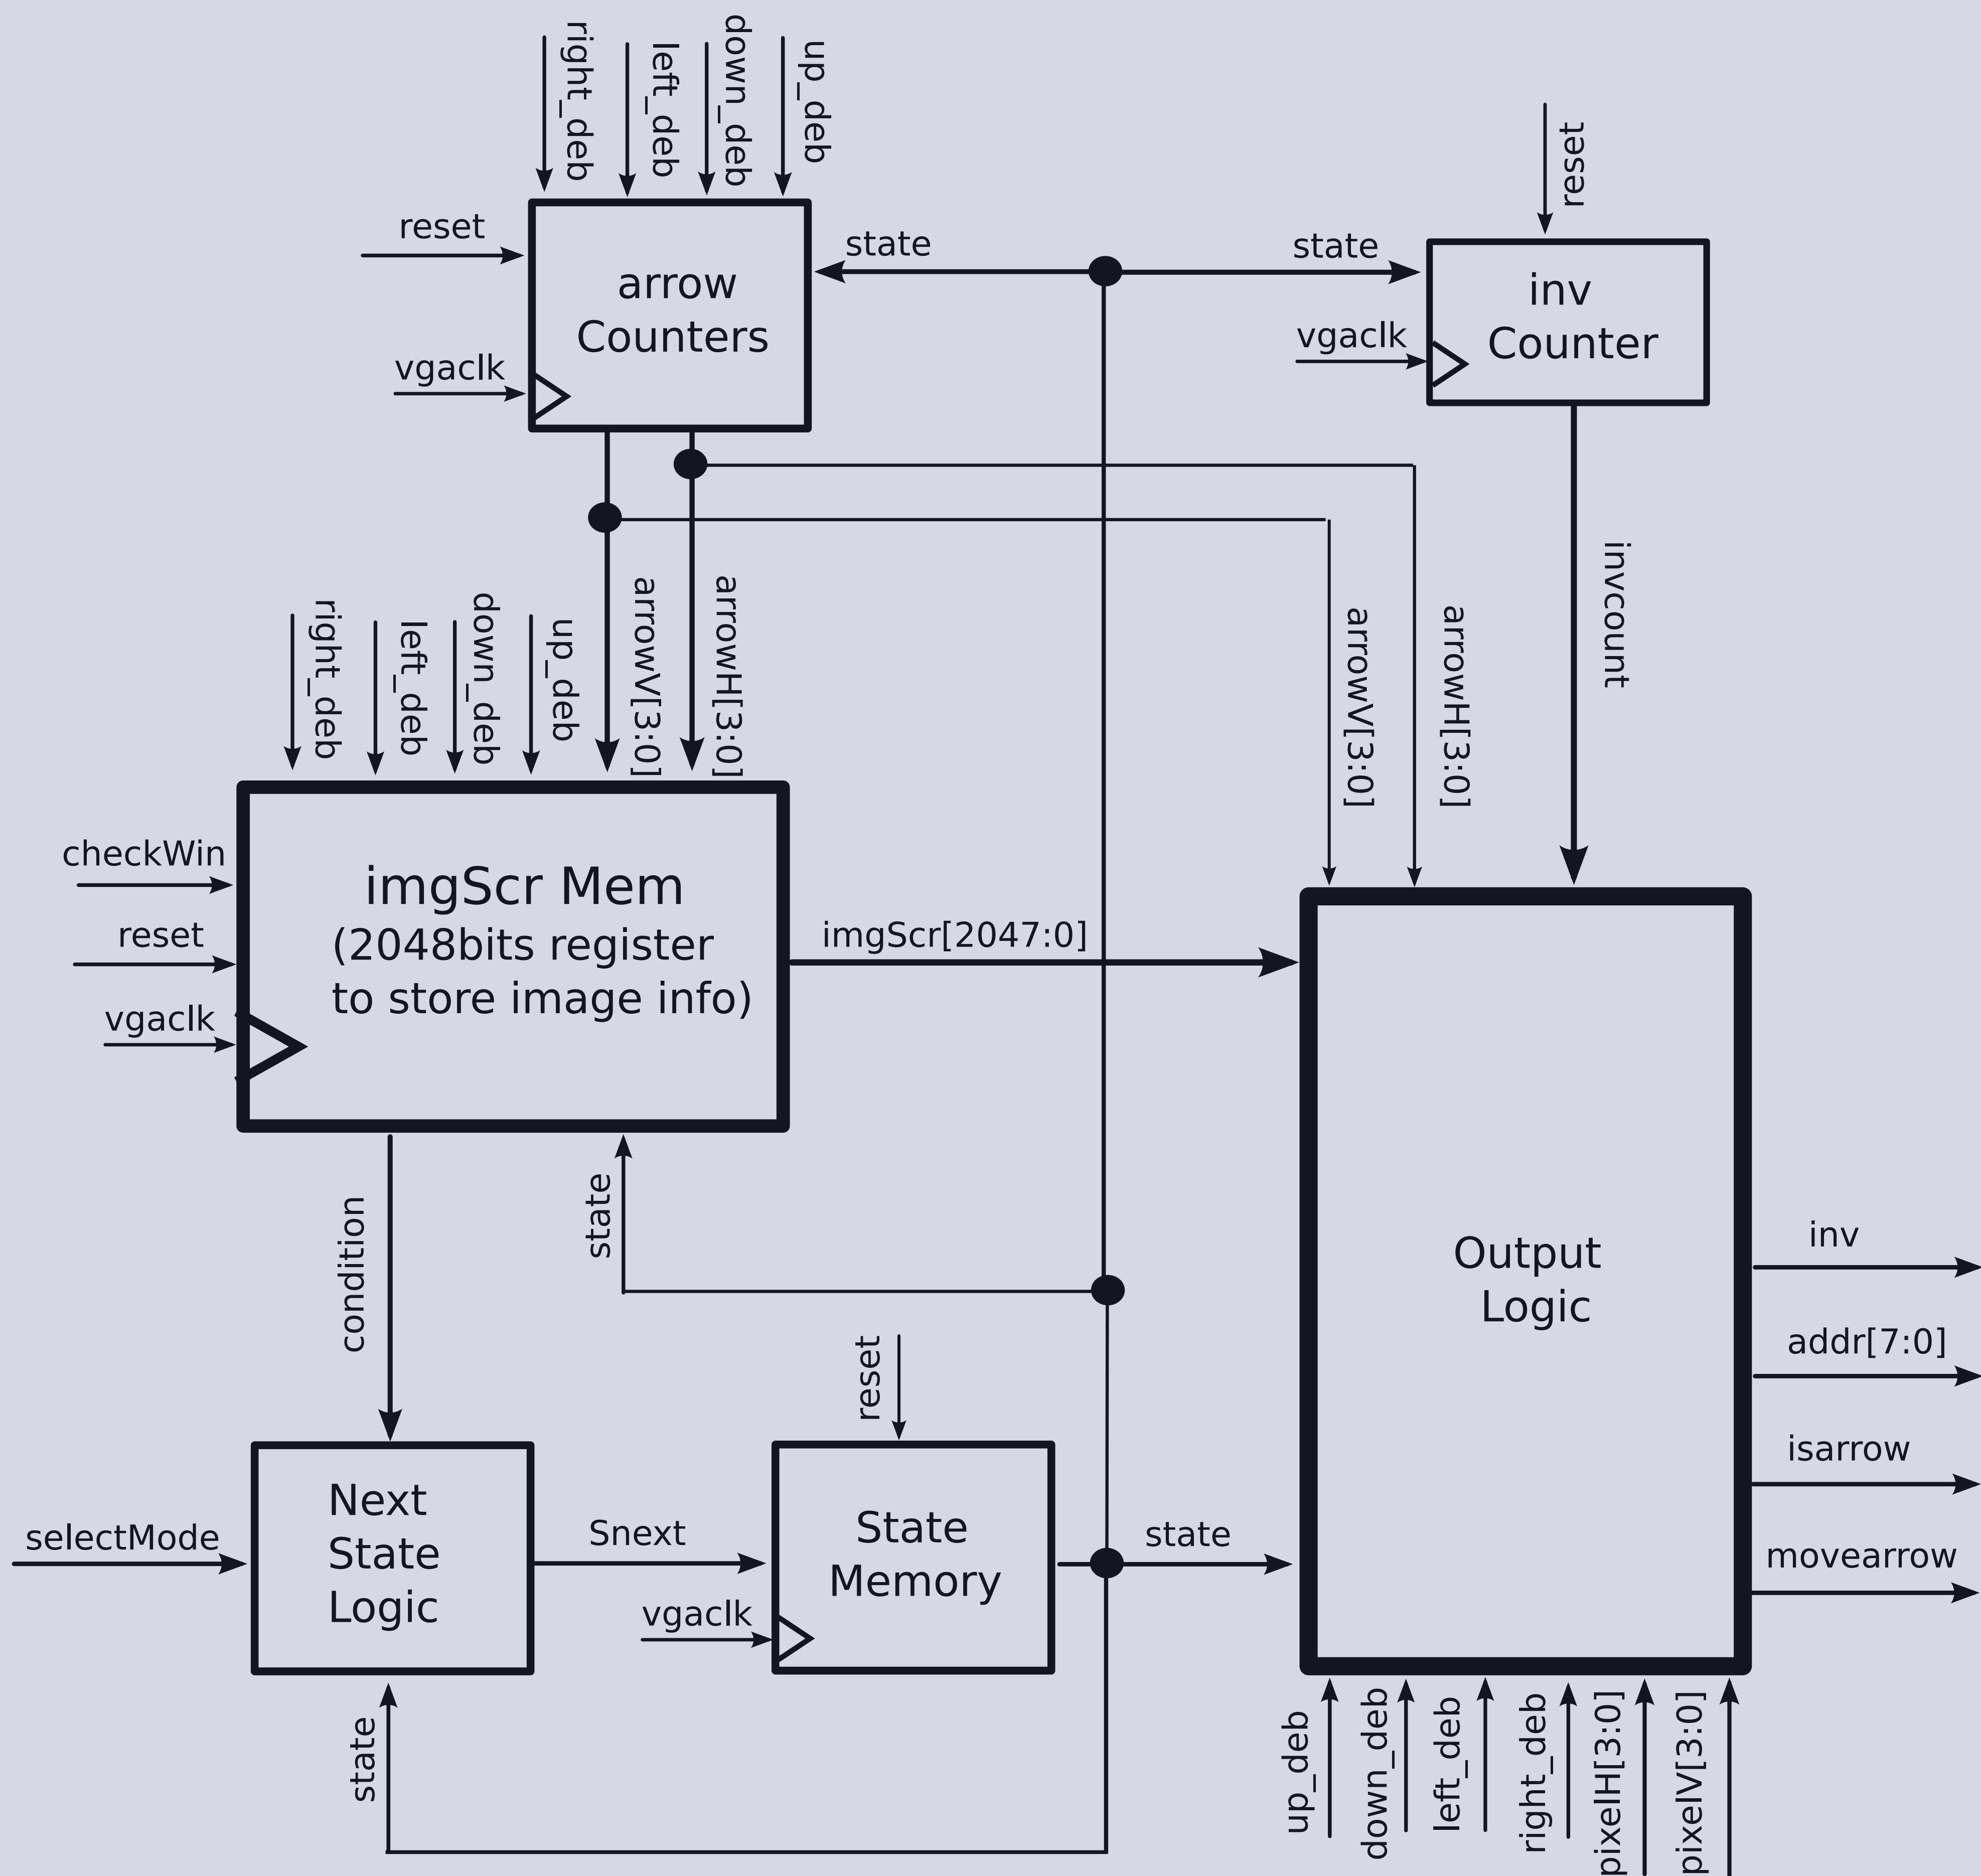 right_deb
left_deb
down_deb
up_deb
reset
reset
vgaclk
arrow
Counters
state
state
vgaclk
inv
Counter
right_deb
left_deb
down_deb
up_deb
arrowV[3:0]
arrowH[3:0]
arrowV[3:0]
arrowH[3:0]
invcount
checkWin
reset
vgaclk
imgScr Mem
(2048bits register
to store image info)
imgScr[2047:0]
condition
state
reset
Output
Logic
inv
addr[7:0]
isarrow
movearrow
selectMode
Next
State
Logic
Snext
vgaclk
State
Memory
state
state
up_deb
down_deb
left_deb
right_deb
pixelH[3:0]
pixelV[3:0]